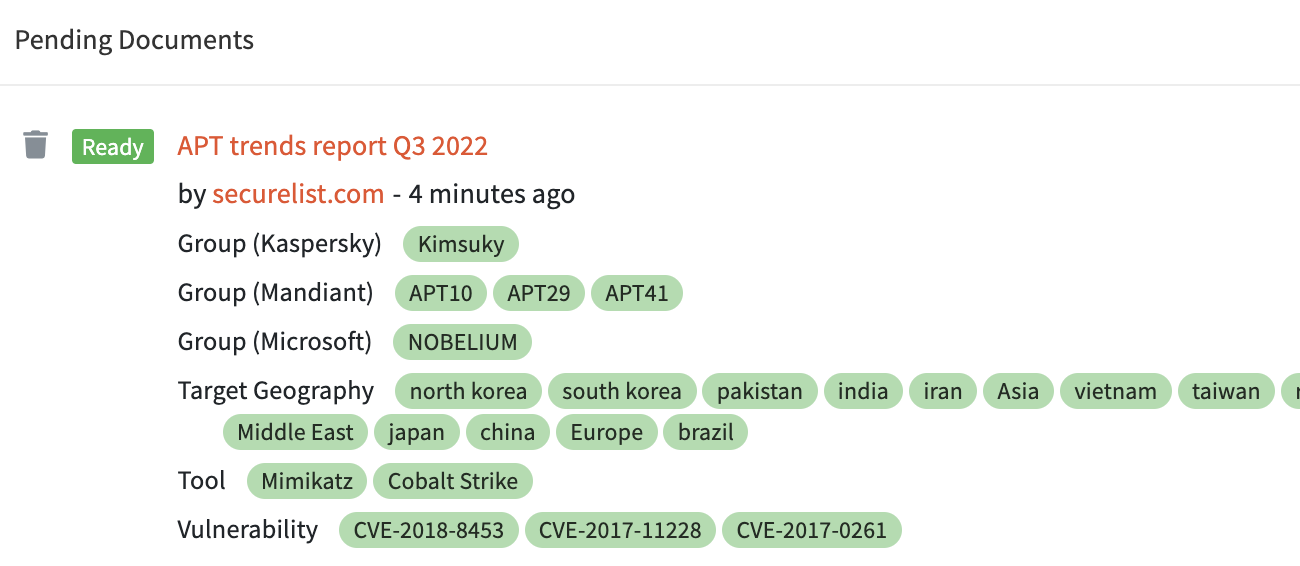 Pending Documents
Ready APT trends report Q3 2022
by securelist.com - 4 minutes ago
Group (Kaspersky) Kimsuky
Group (Mandiant) APT10 APT29 APT41
Group (Microsoft) NOBELIUM
Target Geography north korea south korea pakistan india iran Asia vietnam taiwan
Middle East japan china Europe brazil
Tool Mimikatz Cobalt Strike
Vulnerability CVE-2018-8453 CVE-2017-11228 CVE-2017-0261